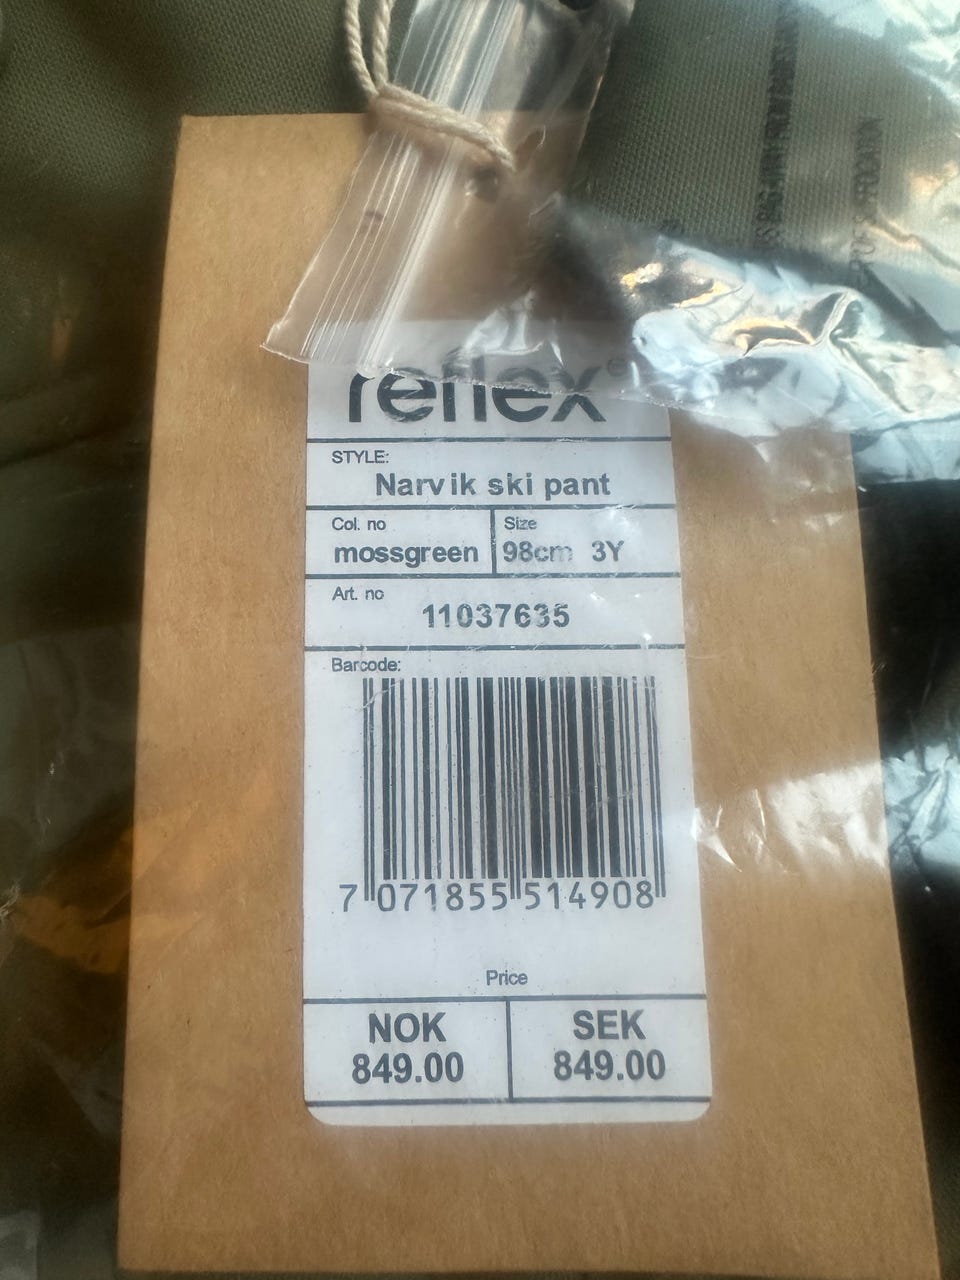 reflex®
STYLE:
Narvik ski pant
Col. no
mossgreen
Size
98cm 3Y
Art. no
11037635
Barcode:
7 071855 514908
Price
NOK
849.00
SEK
849.00